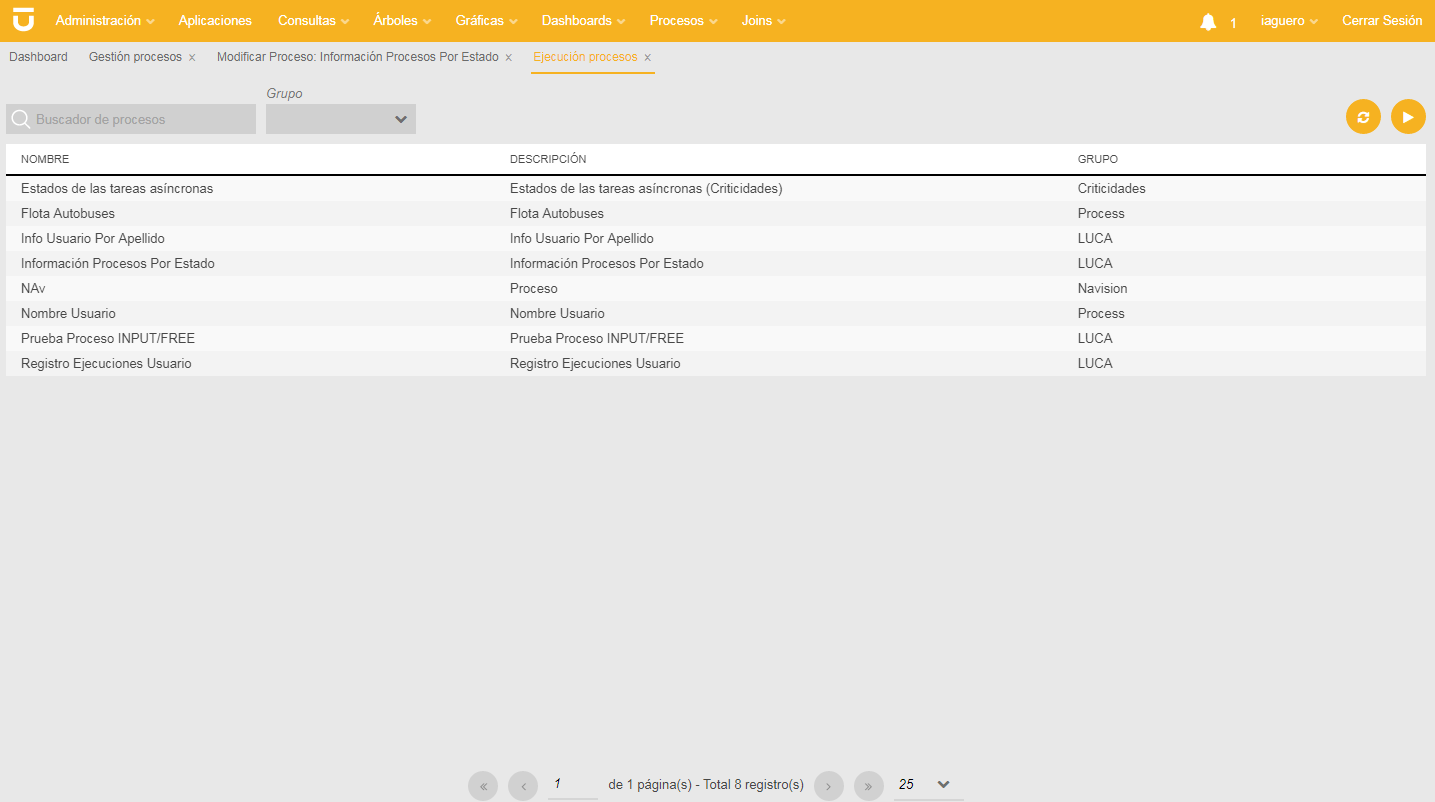 Administración Aplicaciones Consultas Árboles Gráficas Dashboards Procesos Joins 1 iaguero Cerrar Sesión
Dashboard Gestión procesos x Modificar Proceso: Información Procesos Por Estado x Ejecución procesos x
Grupo
Buscador de procesos
NOMBRE DESCRIPCIÓN GRUPO
Estados de las tareas asíncronas Estados de las tareas asíncronas (Criticidades) Criticidades
Flota Autobuses Flota Autobuses Process
Info Usuario Por Apellido Info Usuario Por Apellido LUCA
Información Procesos Por Estado Información Procesos Por Estado LUCA
NAv Proceso Navision
Nombre Usuario Nombre Usuario Process
Prueba Proceso INPUT/FREE Prueba Proceso INPUT/FREE LUCA
Registro Ejecuciones Usuario Registro Ejecuciones Usuario LUCA
« ‹ 1 de 1 página(s) - Total 8 registro(s) › » 25